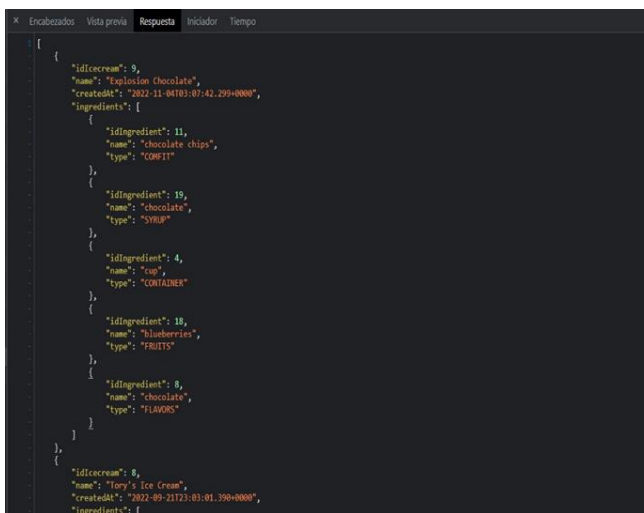 × Encabezados Vista previa Respuesta Iniciador Tiempo
1 [
{
"idIcecream": 9,
"name": "Explosion Chocolate",
"createdAt": "2022-11-04T03:07:42.299+0000",
"ingredients": [
{
"idIngredient": 11,
"name": "chocolate chips",
"type": "COMFIT"
},
{
"idIngredient": 19,
"name": "chocolate",
"type": "SYRUP"
},
{
"idIngredient": 4,
"name": "cup",
"type": "CONTAINER"
},
{
"idIngredient": 18,
"name": "blueberries",
"type": "FRUITS"
},
{
"idIngredient": 8,
"name": "chocolate",
"type": "FLAVORS"
}
]
},
{
"idIcecream": 8,
"name": "Tory's Ice Cream",
"createdAt": "2022-09-21T23:03:01.390+0000",
"ingredients": [